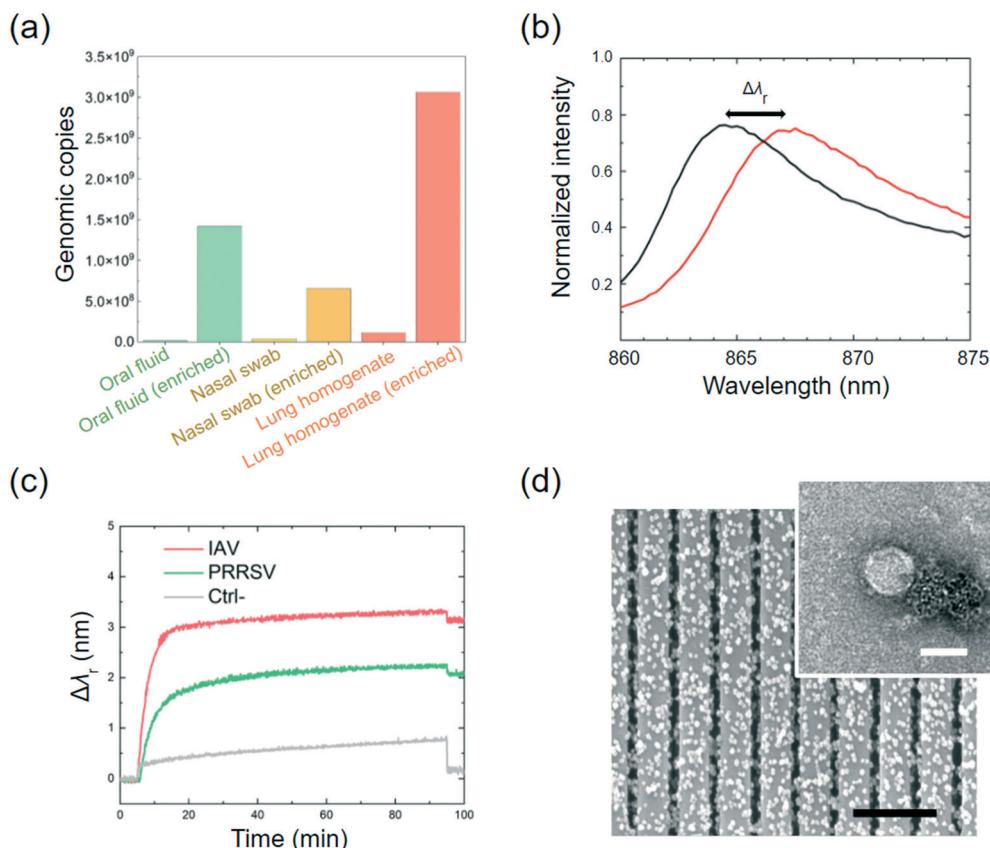 (a)
Genomic copies
3.5×10⁹
3.0×10⁹
2.5×10⁹
2.0×10⁹
1.5×10⁹
1.0×10⁹
5.0×10⁸
0.0
Oral fluid
Oral fluid (enriched)
Nasal swab
Nasal swab (enriched)
Lung homogenate
Lung homogenate (enriched)
(b)
Normalized intensity
1.0
0.8
0.6
0.4
0.2
Δλr
860
865
870
875
Wavelength (nm)
(c)
Δλr (nm)
5
4
3
2
1
0
IAV
PRRSV
Ctrl-
0
20
40
60
80
100
Time (min)
(d)